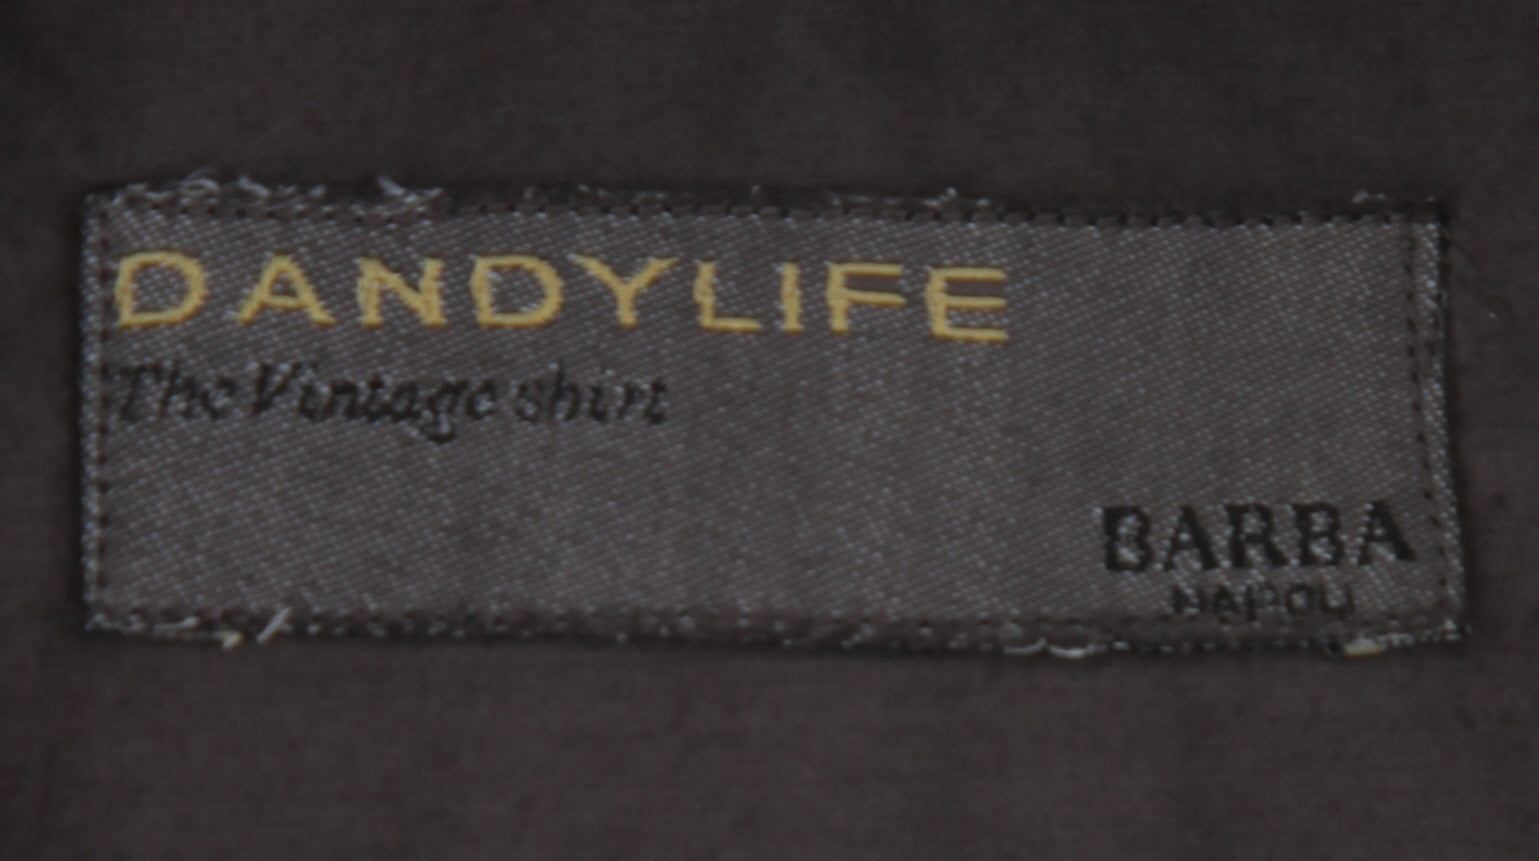 DANDYLIFE
The Vintage shirt
BARBA
NAPOLI